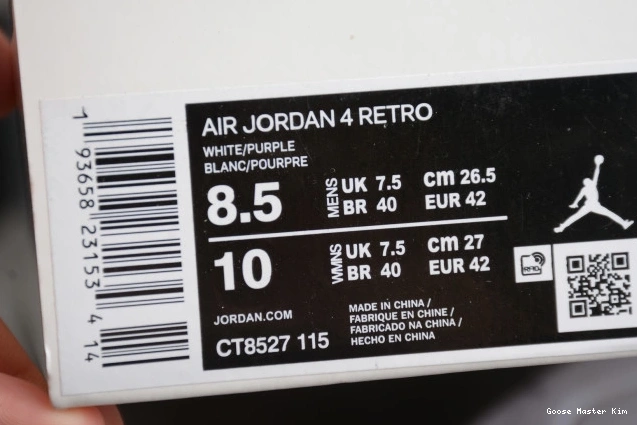 AIR JORDAN 4 RETRO
WHITE/PURPLE
BLANC/POURPRE
8.5 MENS UK 7.5 cm 26.5
BR 40 EUR 42
10 WMNS UK 7.5 cm 27
BR 40 EUR 42
JORDAN.COM
CT8527 115
MADE IN CHINA /
FABRIQUE EN CHINE /
FABRICADO NA CHINA /
HECHO EN CHINA
RFID
1 93658 23153 4 14
Goose Master Kim